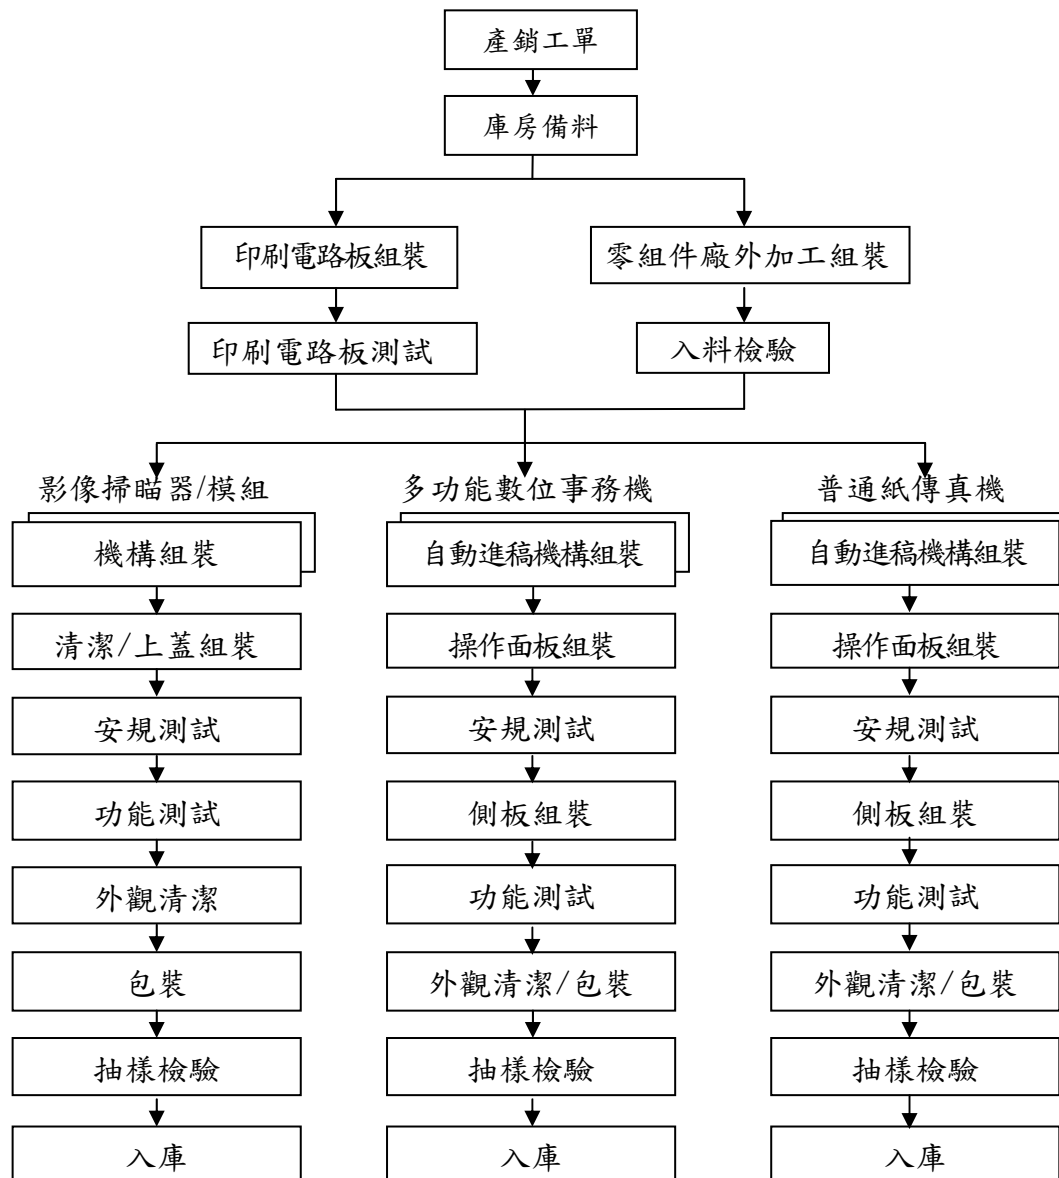 產銷工單
庫房備料
印刷電路板組裝
零組件廠外加工組裝
印刷電路板測試
入料檢驗
影像掃瞄器/模組
多功能數位事務機
普通紙傳真機
機構組裝
自動進稿機構組裝
自動進稿機構組裝
清潔/上蓋組裝
操作面板組裝
操作面板組裝
安規測試
安規測試
安規測試
功能測試
側板組裝
側板組裝
外觀清潔
功能測試
功能測試
包裝
外觀清潔/包裝
外觀清潔/包裝
抽樣檢驗
抽樣檢驗
抽樣檢驗
入庫
入庫
入庫